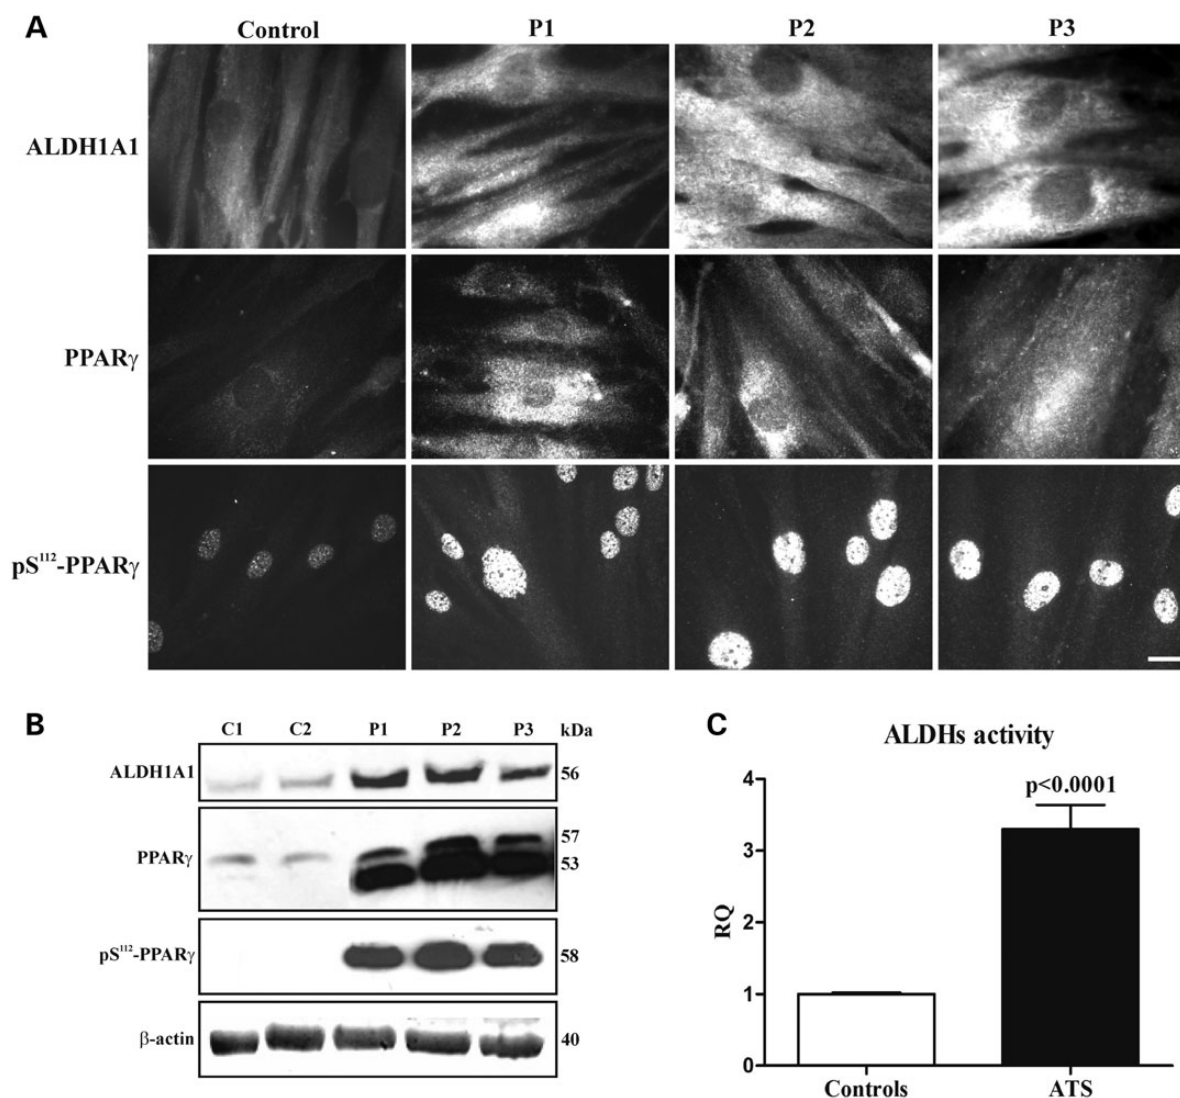 A
Control P1 P2 P3
ALDH1A1
PPARγ
pS¹¹²-PPARγ
B
C1 C2 P1 P2 P3 kDa
ALDH1A1 56
PPARγ 57
53
pS¹¹²-PPARγ 58
β-actin 40
C
ALDHs activity
p<0.0001
4
3
2
1
0
RQ
Controls ATS